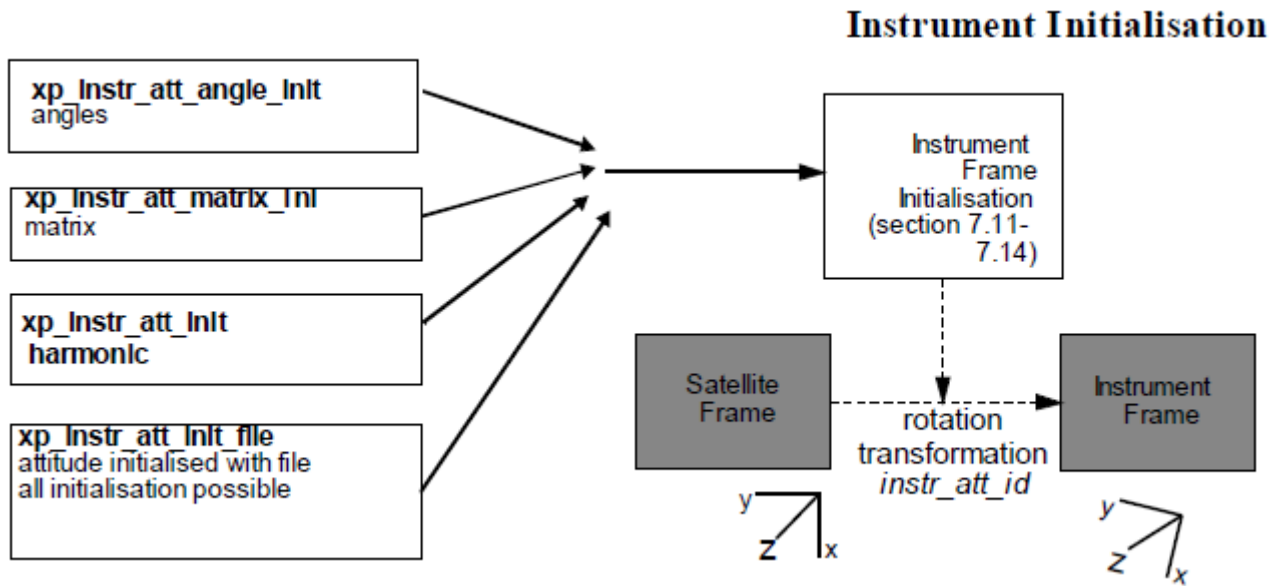 Instrument Initialisation
xp_Instr_att_angle_Init
angles
xp_Instr_att_matrix_Ini
matrix
xp_Instr_att_Init
harmonic
xp_Instr_att_Init_file
attitude initialised with file
all initialisation possible
Instrument
Frame
Initialisation
(section 7.11-
7.14)
Satellite
Frame
rotation
transformation
instr_att_id
Instrument
Frame
y
z
x
y
z
x